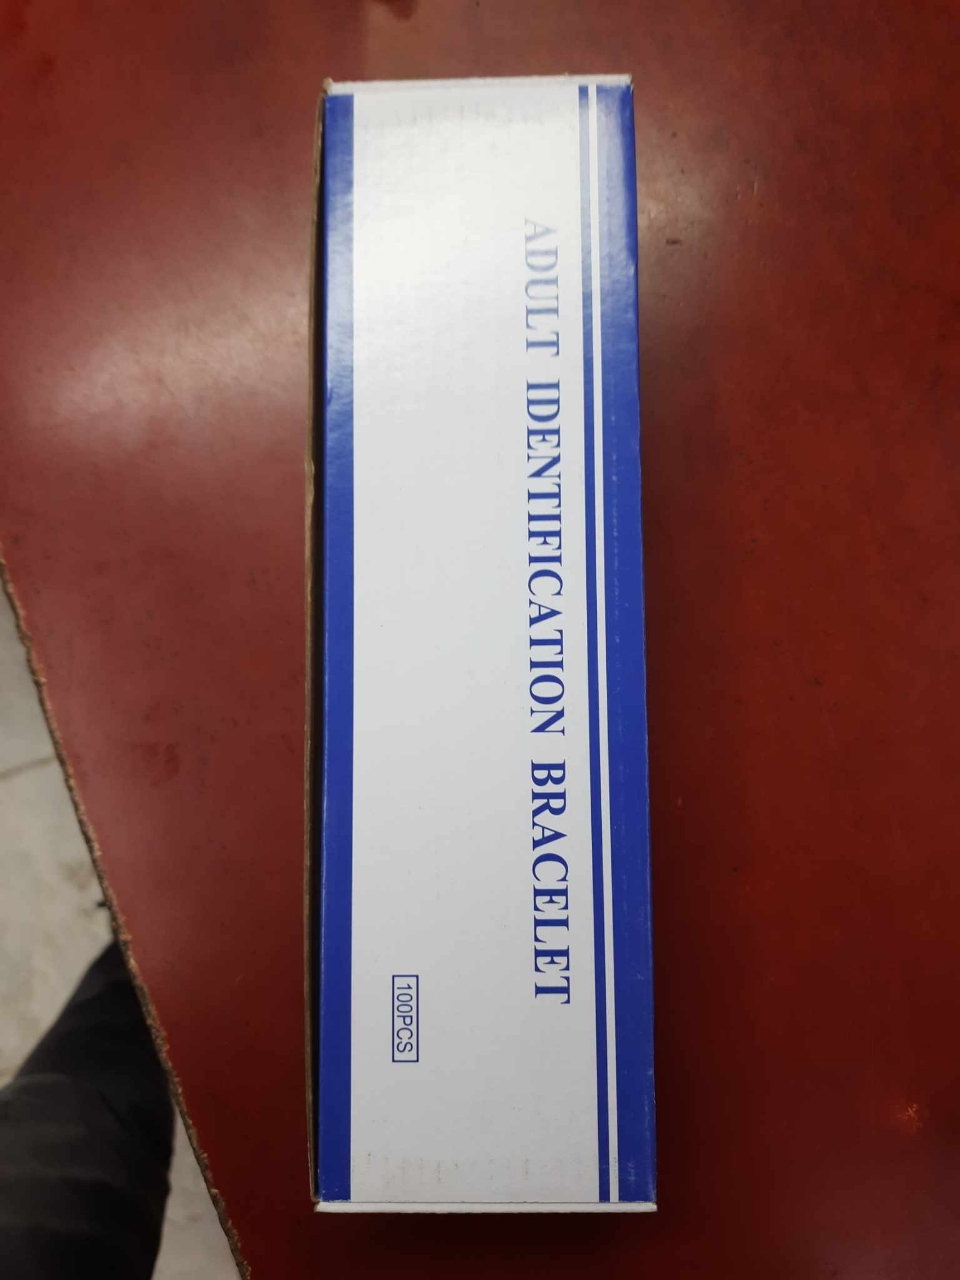 ADULT IDENTIFICATION BRACELET
100PCS